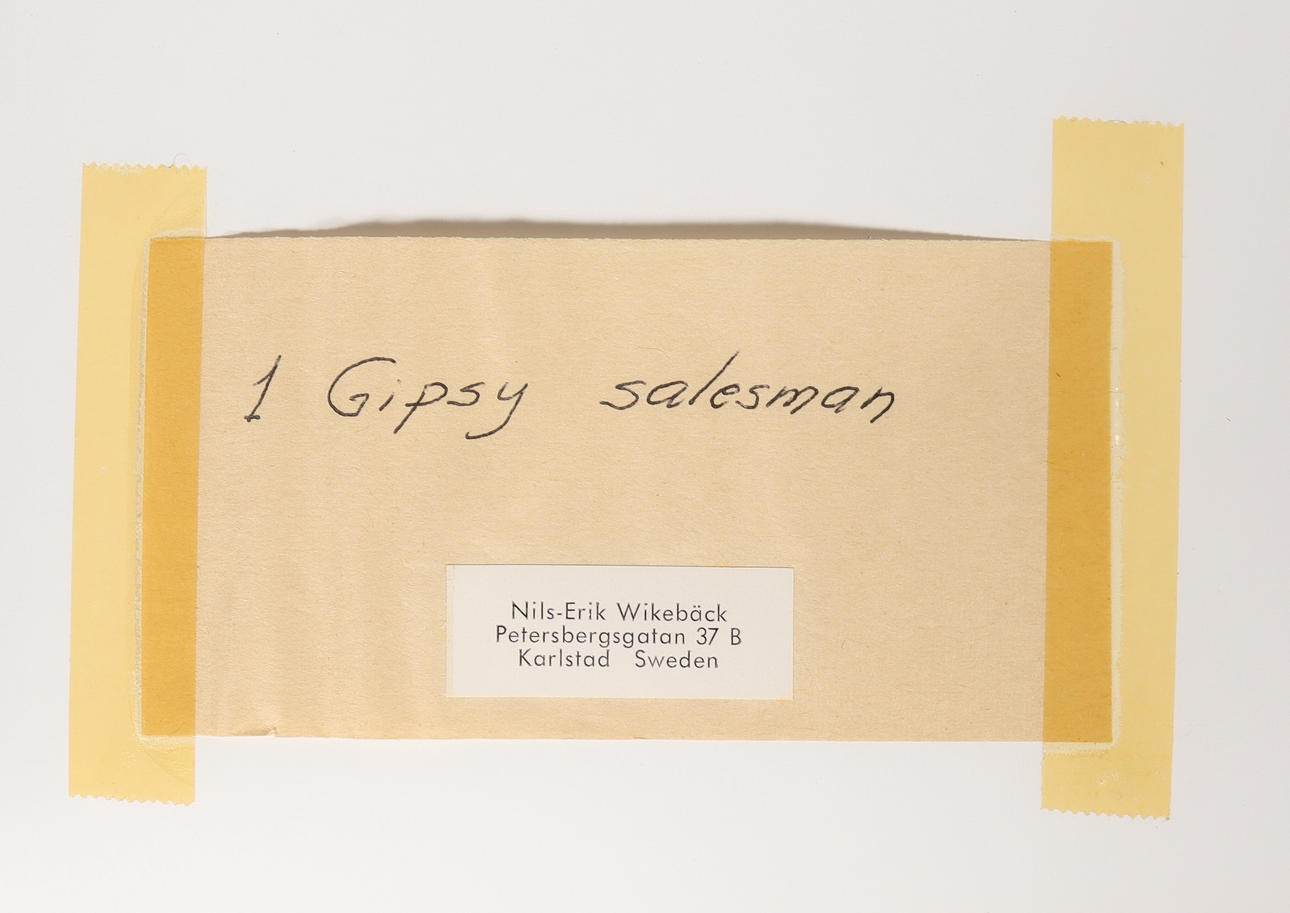 1 Gipsy salesman
Nils-Erik Wikebäck
Petersbergsgatan 37 B
Karlstad Sweden